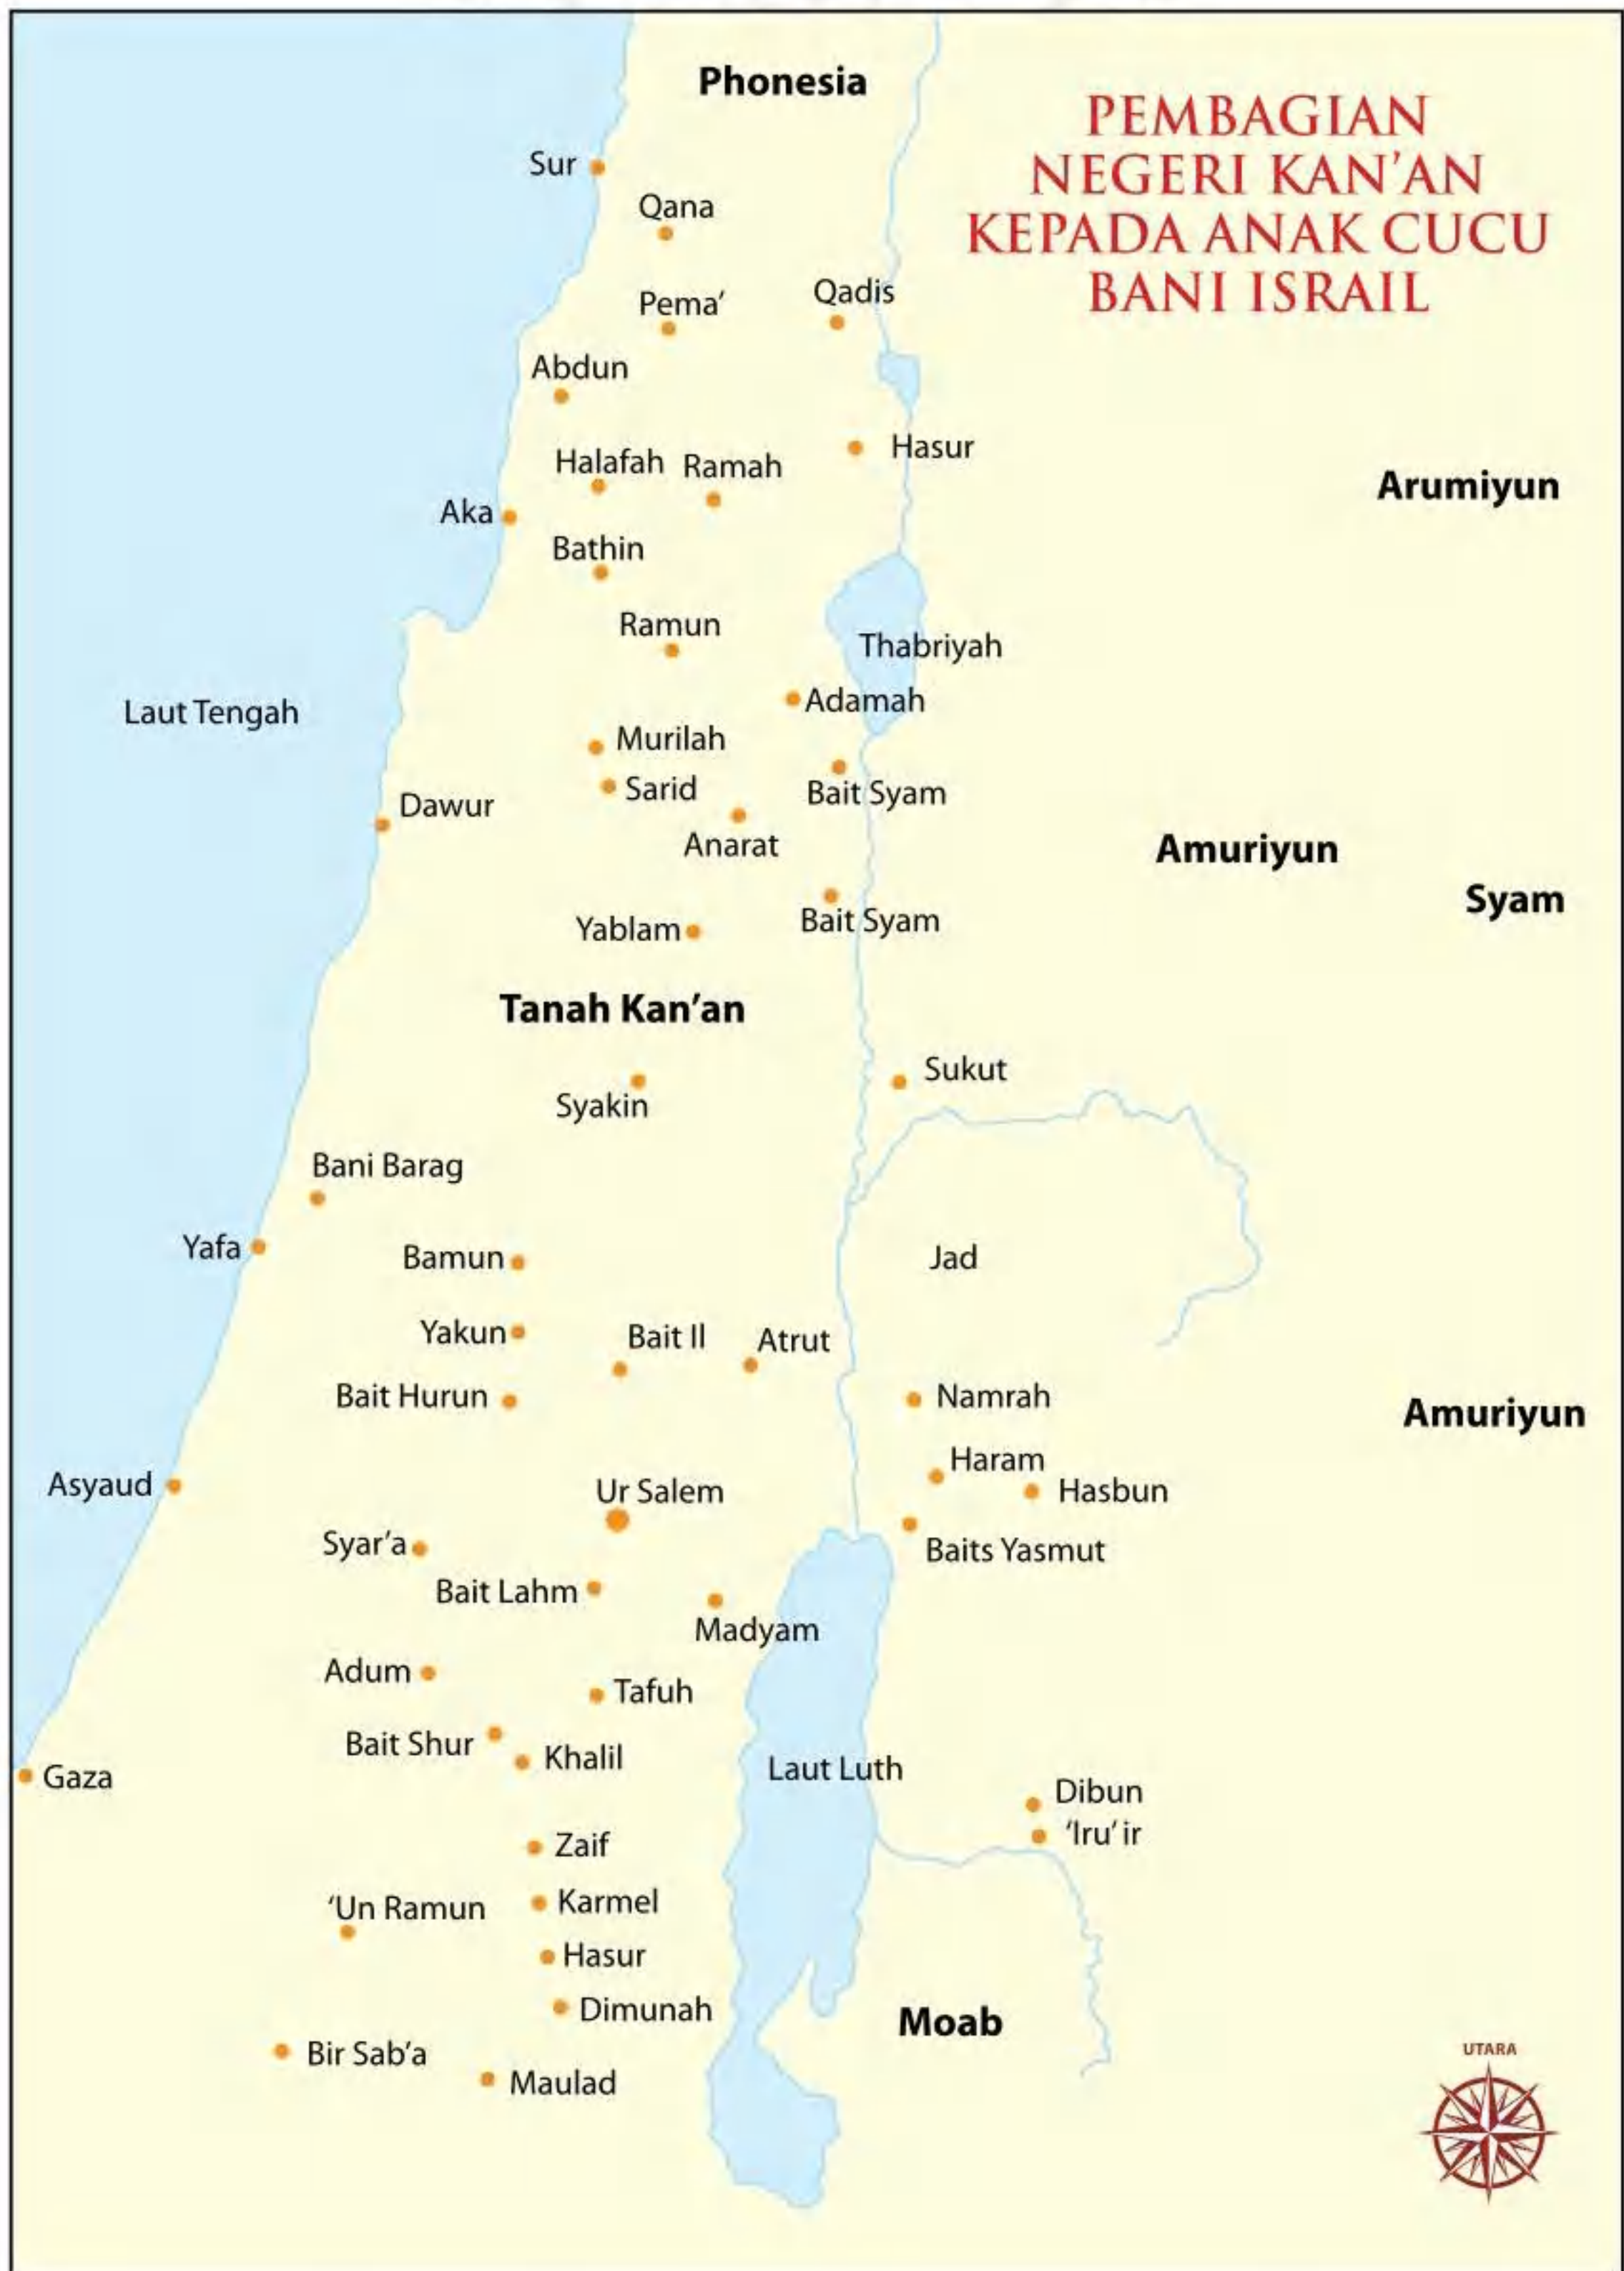 Phonesia
PEMBAGIAN
NEGERI KAN’AN
KEPADA ANAK CUCU
BANI ISRAIL
Sur
Qana
Qadis
Pema’
Abdun
Hasur
Halafah
Ramah
Arumiyun
Aka
Bathin
Ramun
Thabriyah
Adamah
Laut Tengah
Murilah
Sarid
Bait Syam
Dawur
Anarat
Amuriyun
Syam
Bait Syam
Yablam
Tanah Kan’an
Sukut
Syakin
Bani Barag
Yafa
Bamun
Jad
Yakun
Bait Il
Atrut
Bait Hurun
Namrah
Amuriyun
Haram
Asyaud
Ur Salem
Hasbun
Syar’a
Baits Yasmut
Bait Lahm
Madyam
Adum
Tafuh
Bait Shur
Khalil
Laut Luth
Gaza
Dibun
‘Iru’ ir
Zaif
‘Un Ramun
Karmel
Hasur
Dimunah
Moab
Bir Sab’a
Maulad
UTARA